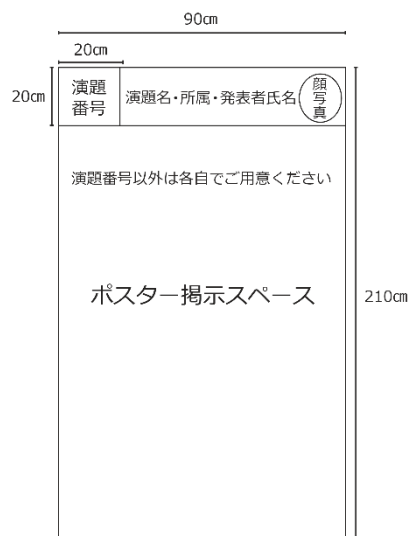 90㎝
20㎝
20㎝
演題
番号
演題名・所属・発表者氏名
顔写真
演題番号以外は各自でご用意ください
ポスター掲示スペース
210㎝